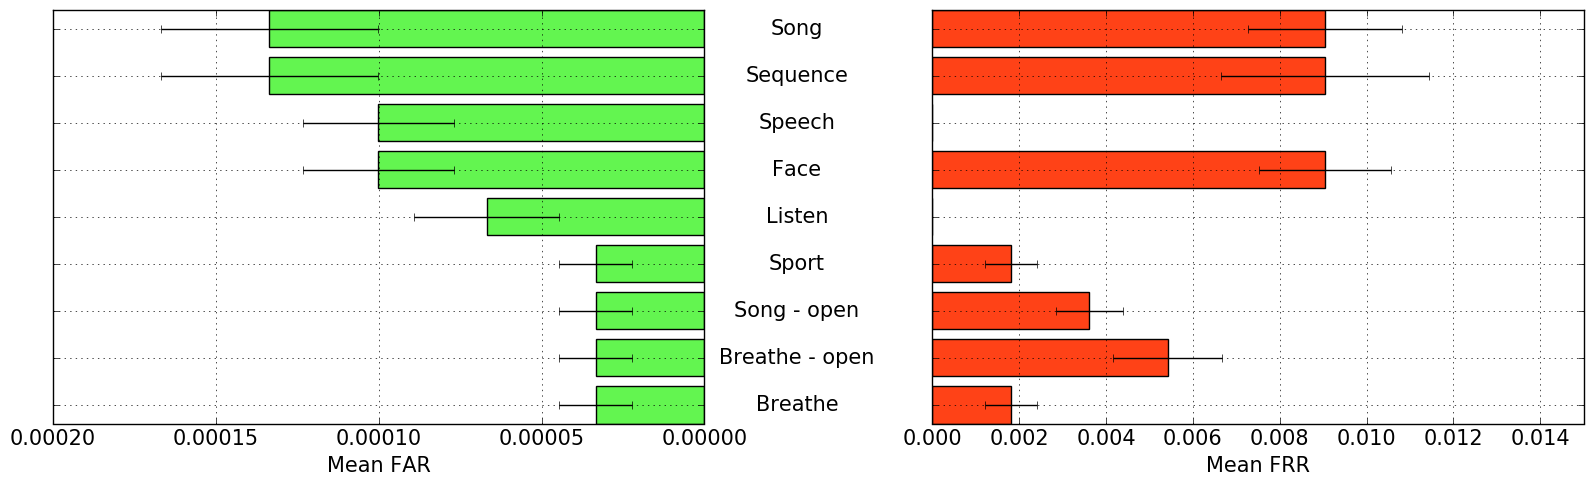 Song
Sequence
Speech
Face
Listen
Sport
Song - open
Breathe - open
Breathe
0.00020 0.00015 0.00010 0.00005 0.00000
Mean FAR
0.000 0.002 0.004 0.006 0.008 0.010 0.012 0.014
Mean FRR